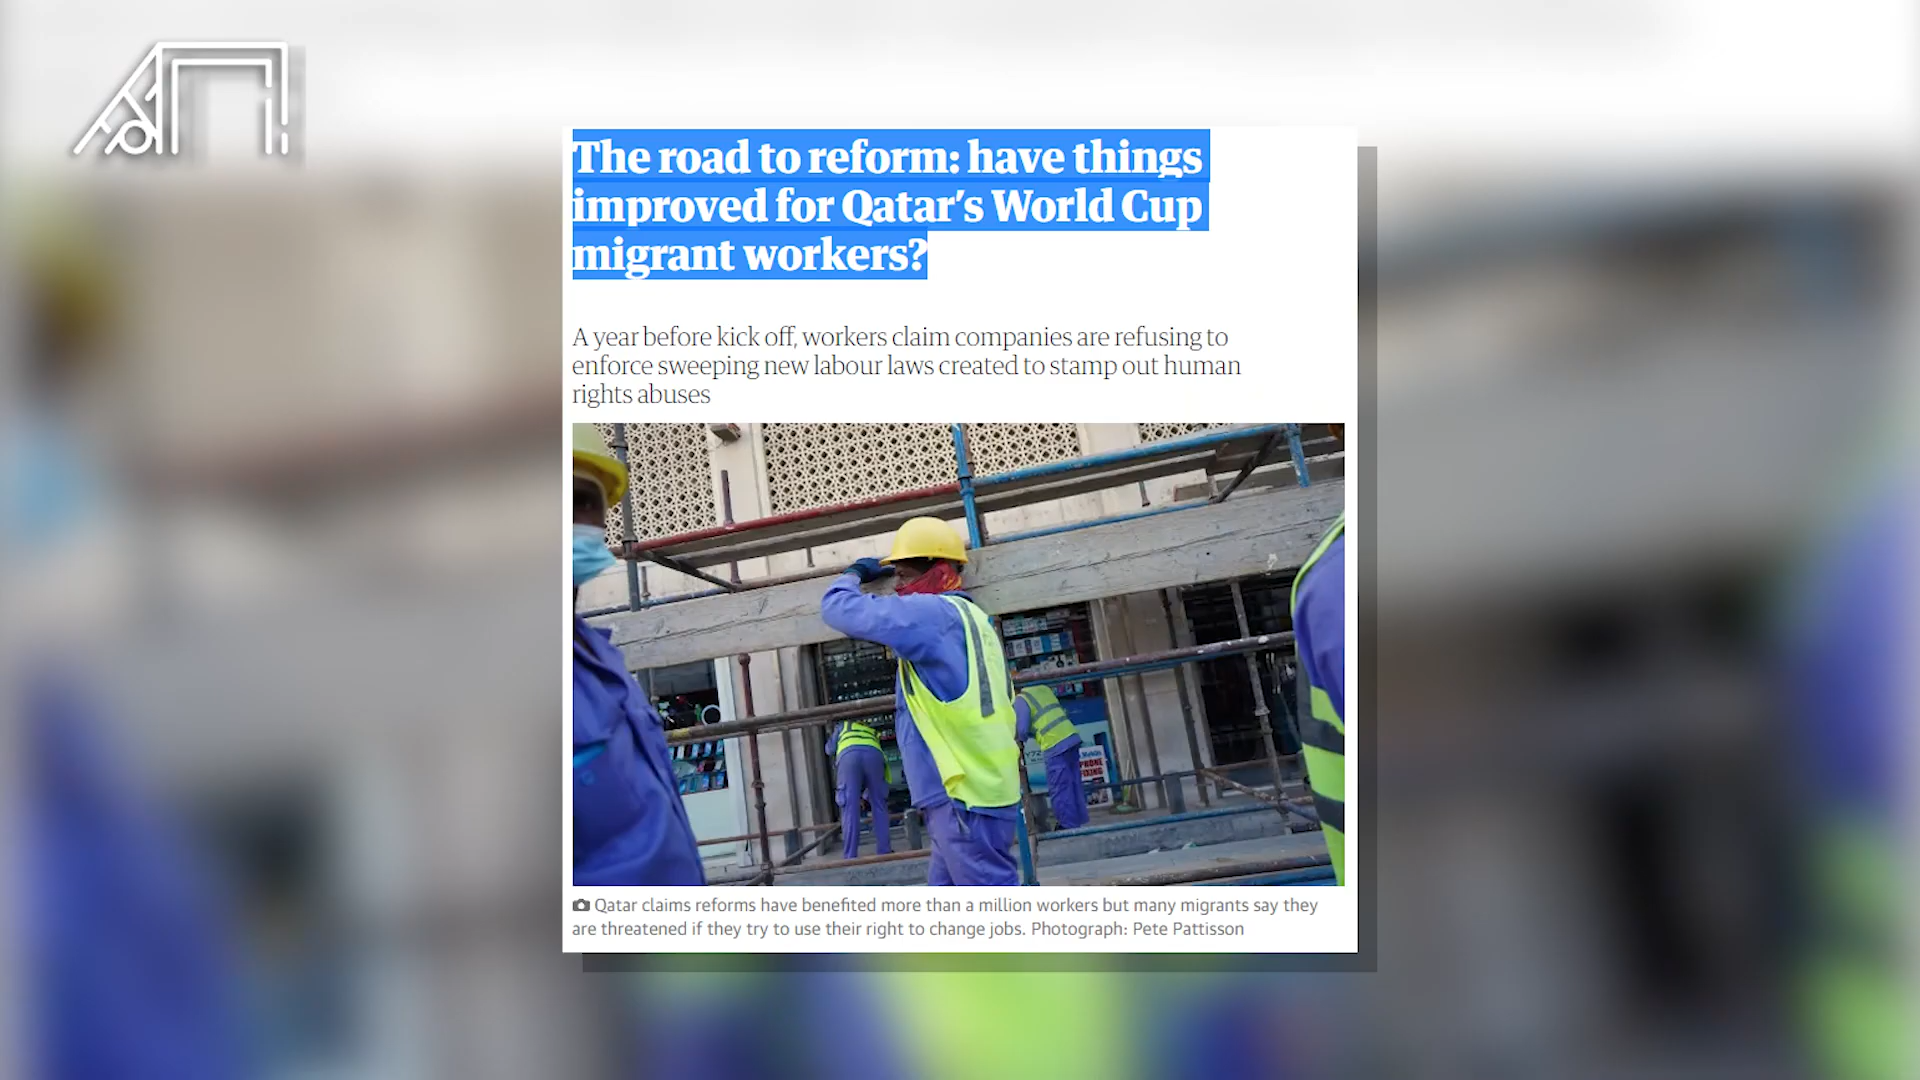 The road to reform: have things
improved for Qatar's World Cup
migrant workers?
A year before kick off, workers claim companies are refusing to
enforce sweeping new labour laws created to stamp out human
rights abuses
PHONE
FIXING
Qatar claims reforms have benefited more than a million workers but many migrants say they
are threatened if they try to use their right to change jobs. Photograph: Pete Pattisson